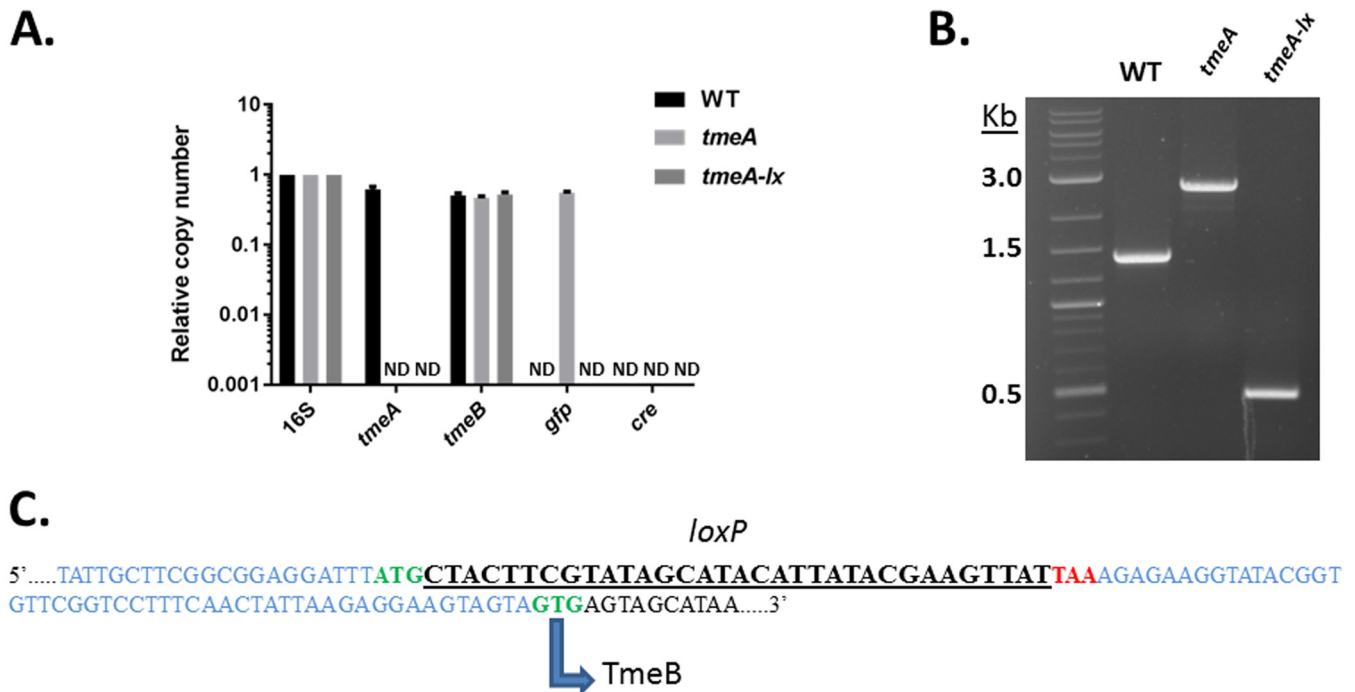 A.
B.
WT
tmeA
tmeA-lx
Relative copy number
10
1
0.1
0.01
0.001
ND ND
ND
ND
ND ND ND
16S
tmeA
tmeB
gfp
cre
WT
tmeA
tmeA-lx
Kb
3.0
1.5
0.5
C.
loxP
5’.....TATTGCTTCGGCGGAGGATTTATGCTACTTCGTATAGCATACATTATACGAAGTTATTAAAGAGAAGGTATACGGT
GTTCGGTCCTTTCAACTATTAAGAGGAAGTAGTAGTGAGTAGCATAA.....3’
TmeB